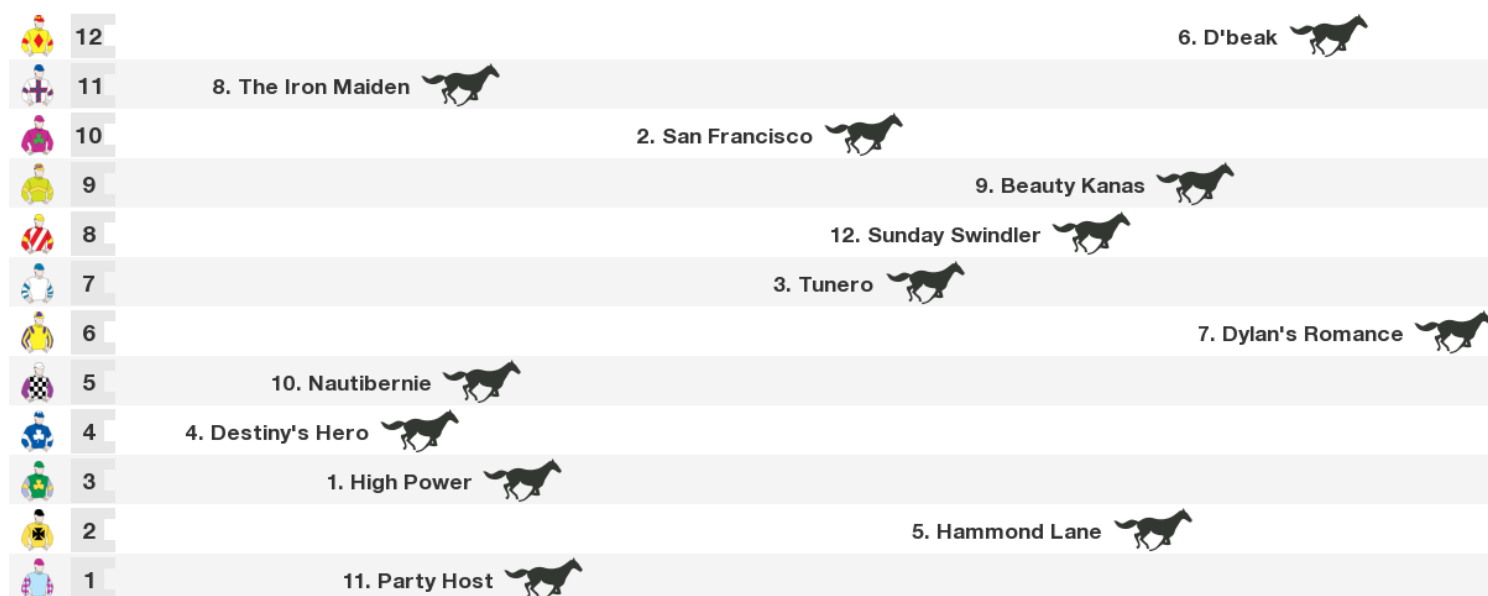 12 6. D'beak
11 8. The Iron Maiden
10 2. San Francisco
9 9. Beauty Kanas
8 12. Sunday Swindler
7 3. Tunero
6 7. Dylan's Romance
5 10. Nautibernie
4 4. Destiny's Hero
3 1. High Power
2 5. Hammond Lane
1 11. Party Host